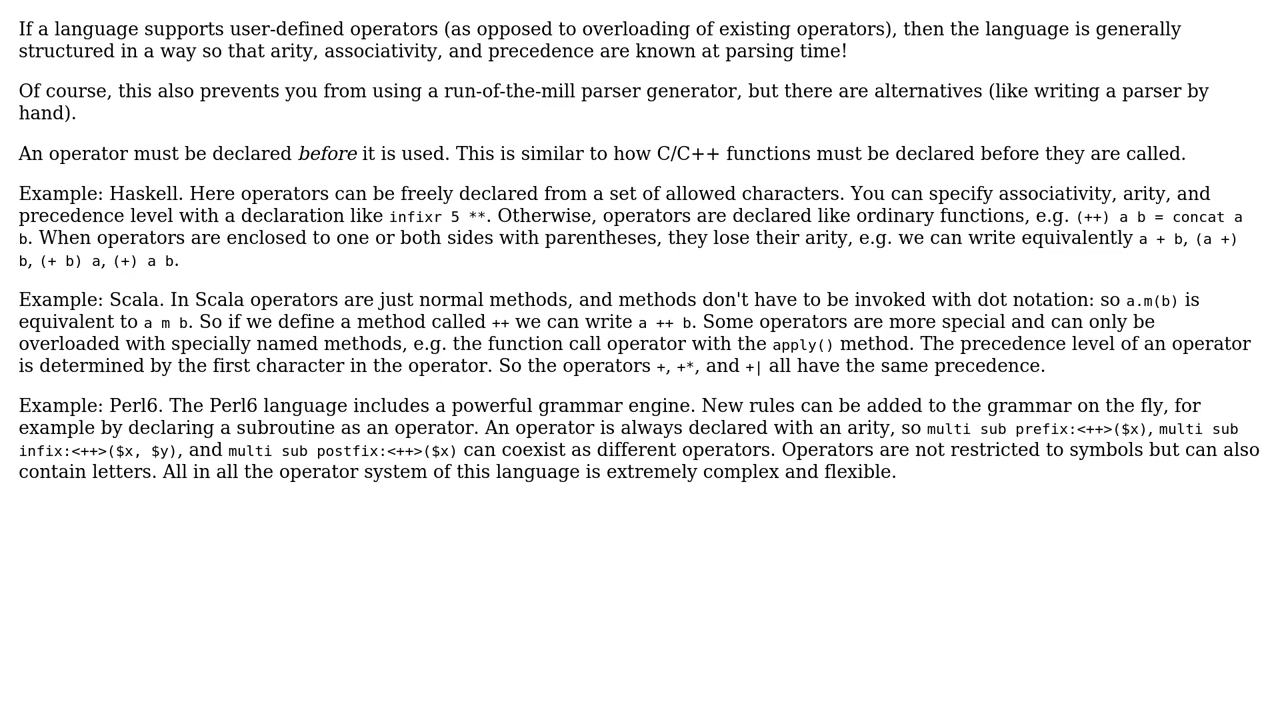 If a language supports user-defined operators (as opposed to overloading of existing operators), then the language is generally
structured in a way so that arity, associativity, and precedence are known at parsing time!
Of course, this also prevents you from using a run-of-the-mill parser generator, but there are alternatives (like writing a parser by
hand).
An operator must be declared before it is used. This is similar to how C/C++ functions must be declared before they are called.
Example: Haskell. Here operators can be freely declared from a set of allowed characters. You can specify associativity, arity, and
precedence level with a declaration like infixr 5 **. Otherwise, operators are declared like ordinary functions, e.g. (++) a b = concat a
b. When operators are enclosed to one or both sides with parentheses, they lose their arity, e.g. we can write equivalently a + b, (a +)
b, (+ b) a, (+) a b.
Example: Scala. In Scala operators are just normal methods, and methods don't have to be invoked with dot notation: so a.m(b) is
equivalent to a m b. So if we define a method called ++ we can write a ++ b. Some operators are more special and can only be
overloaded with specially named methods, e.g. the function call operator with the apply() method. The precedence level of an operator
is determined by the first character in the operator. So the operators +, +*, and +| all have the same precedence.
Example: Perl6. The Perl6 language includes a powerful grammar engine. New rules can be added to the grammar on the fly, for
example by declaring a subroutine as an operator. An operator is always declared with an arity, so multi sub prefix:<++>($x), multi sub
infix:<++>($x, $y), and multi sub postfix:<++>($x) can coexist as different operators. Operators are not restricted to symbols but can also
contain letters. All in all the operator system of this language is extremely complex and flexible.